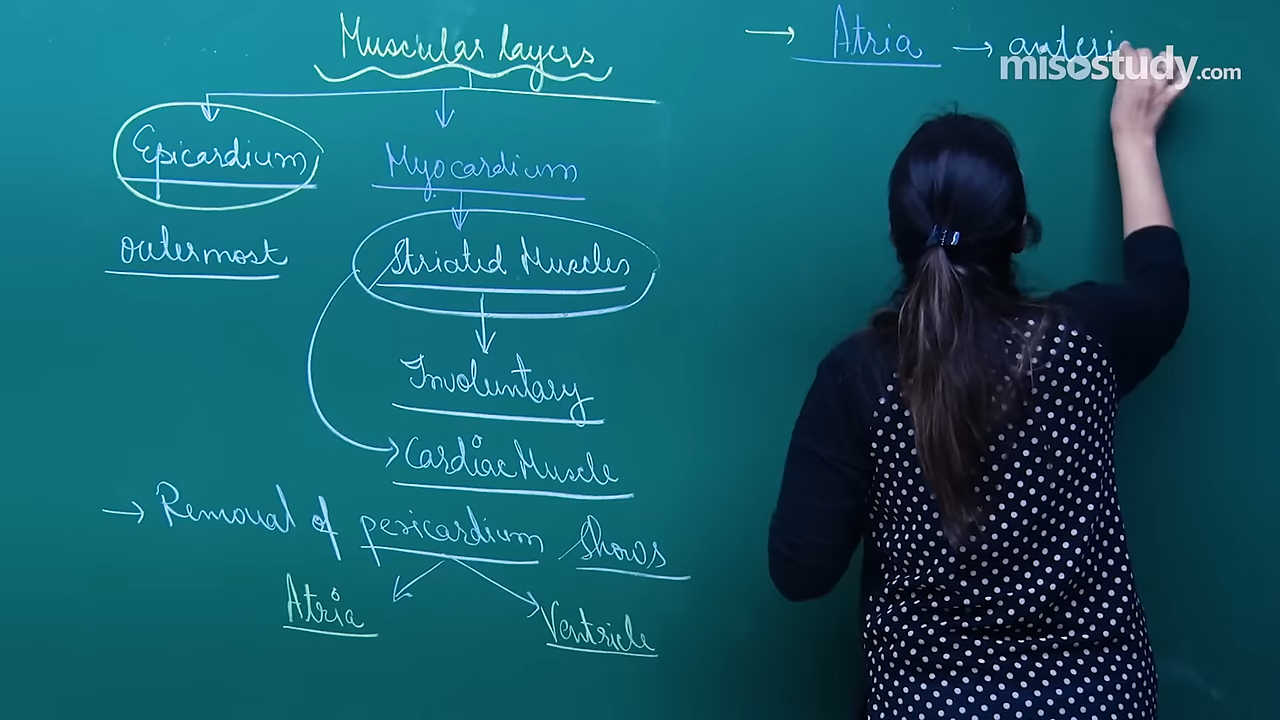 Muscular layers
Epicardium
Myocardium
outermost
Striated Muscles
Involuntary
Cardiac Muscle
→ Removal of pericardium shows
Atria
Ventricle
→ Atria → anteri
misostudy.com